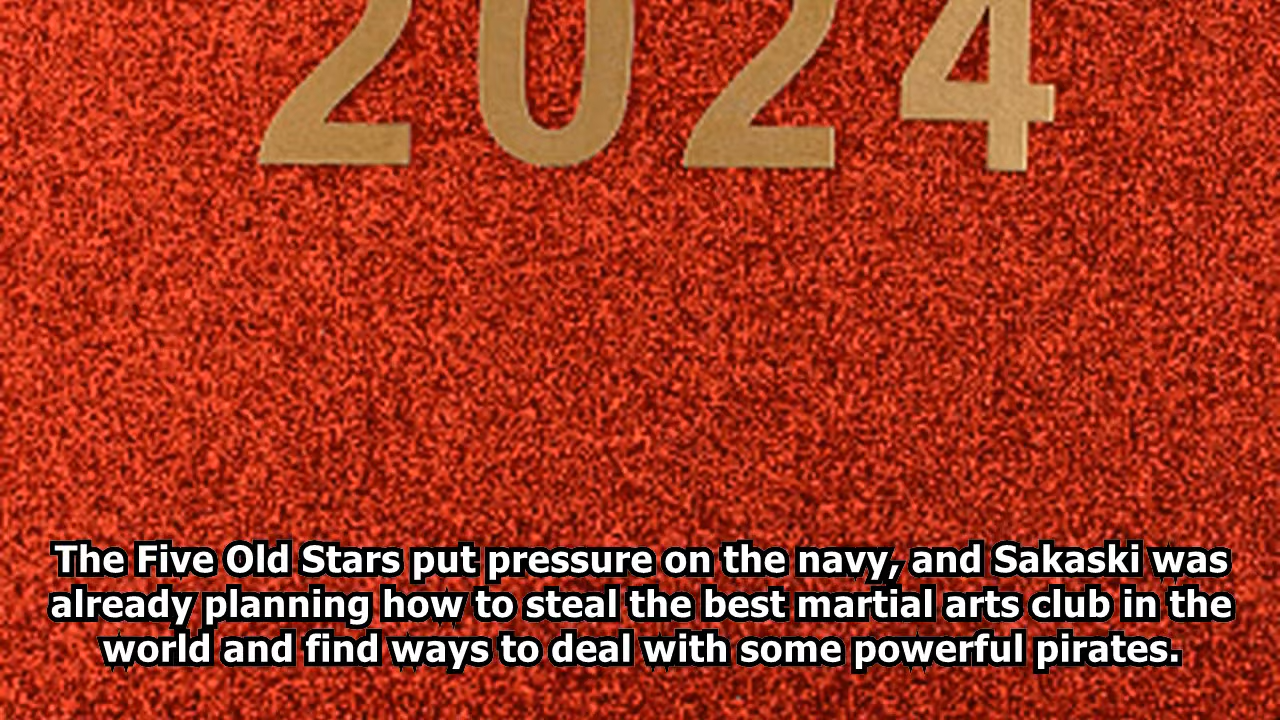 2024
The Five Old Stars put pressure on the navy, and Sakaski was
already planning how to steal the best martial arts club in the
world and find ways to deal with some powerful pirates.